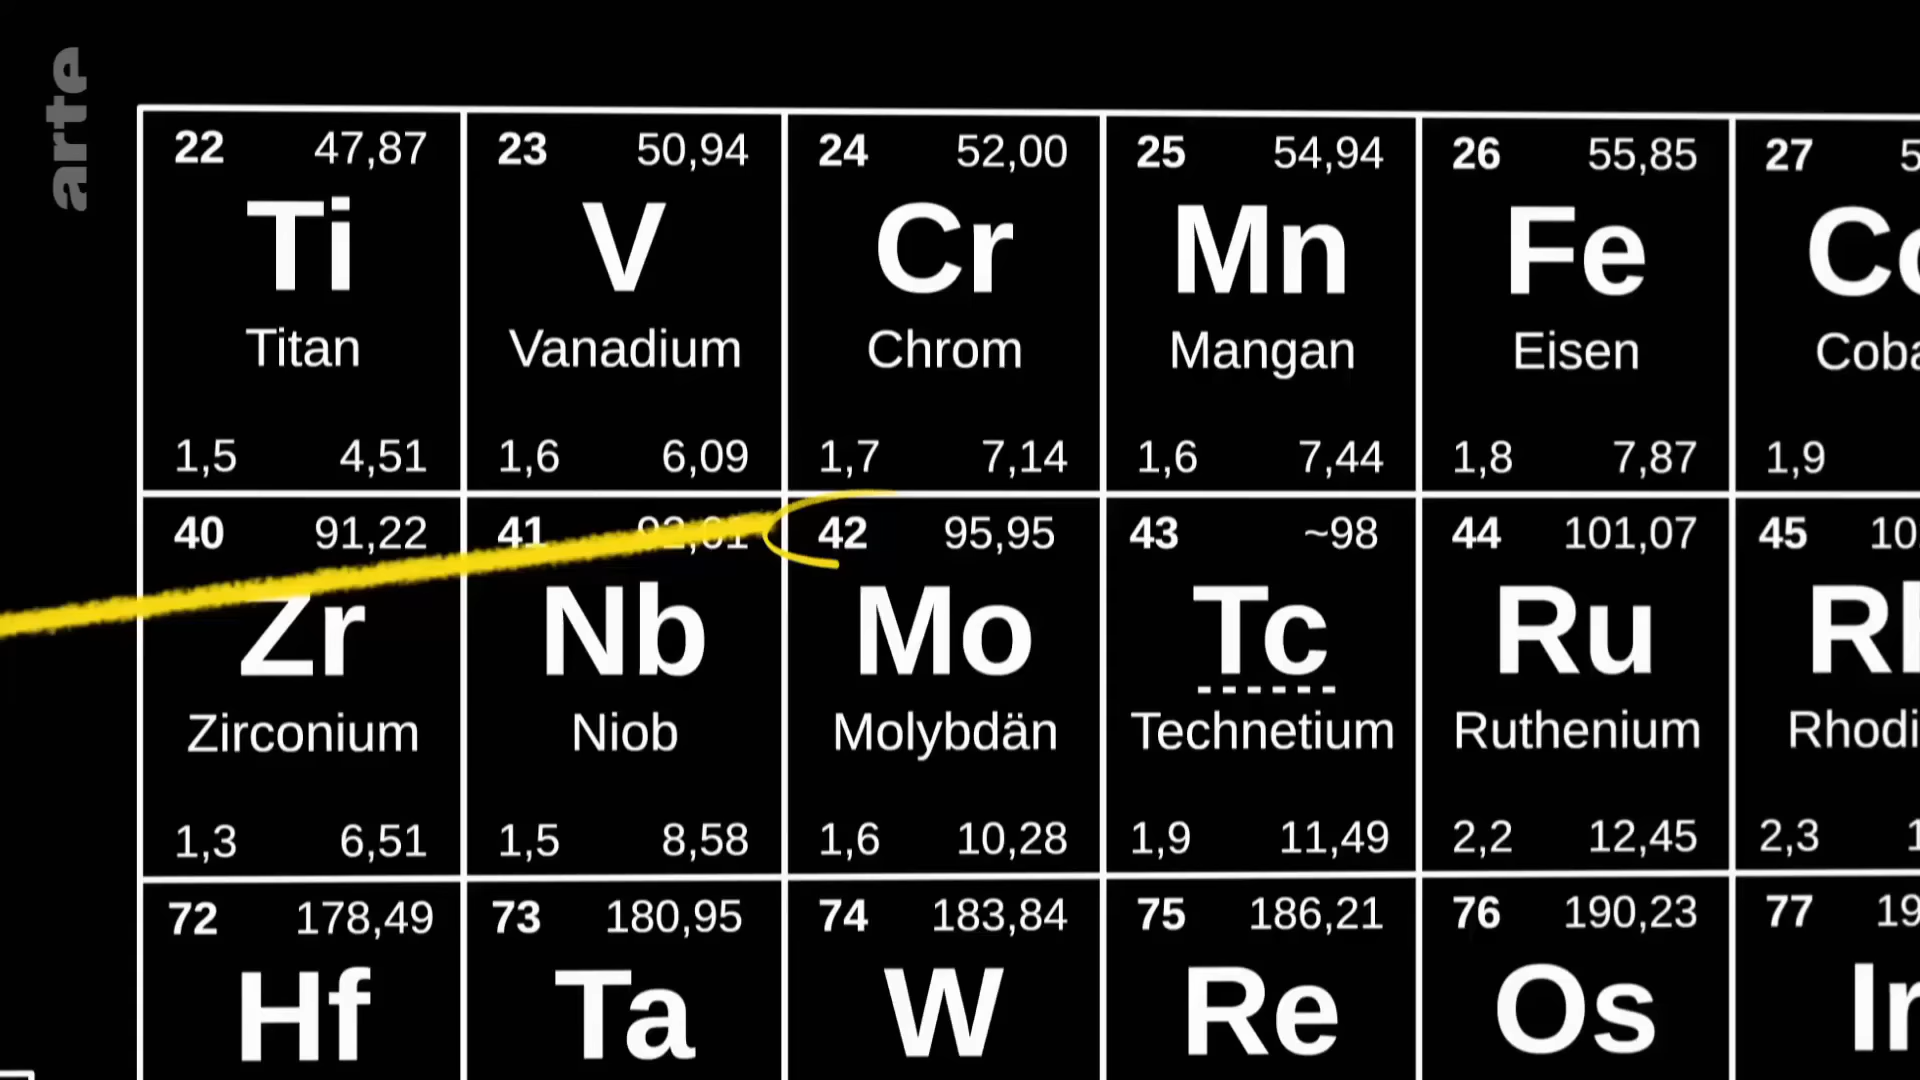 arte
22 47,87 23 50,94 24 52,00 25 54,94 26 55,85 27
Ti V Cr Mn Fe
Titan Vanadium Chrom Mangan Eisen
1,5 4,51 1,6 6,09 1,7 7,14 1,6 7,44 1,8 7,87 1,9
40 91,22 41 42 95,95 43 ~98 44 101,07 45
Zr Nb Mo Tc Ru
Zirconium Niob Molybdän Technetium Ruthenium
1,3 6,51 1,5 8,58 1,6 10,28 1,9 11,49 2,2 12,45 2,3
72 178,49 73 180,95 74 183,84 75 186,21 76 190,23 77
Hf Ta W Re Os Ir